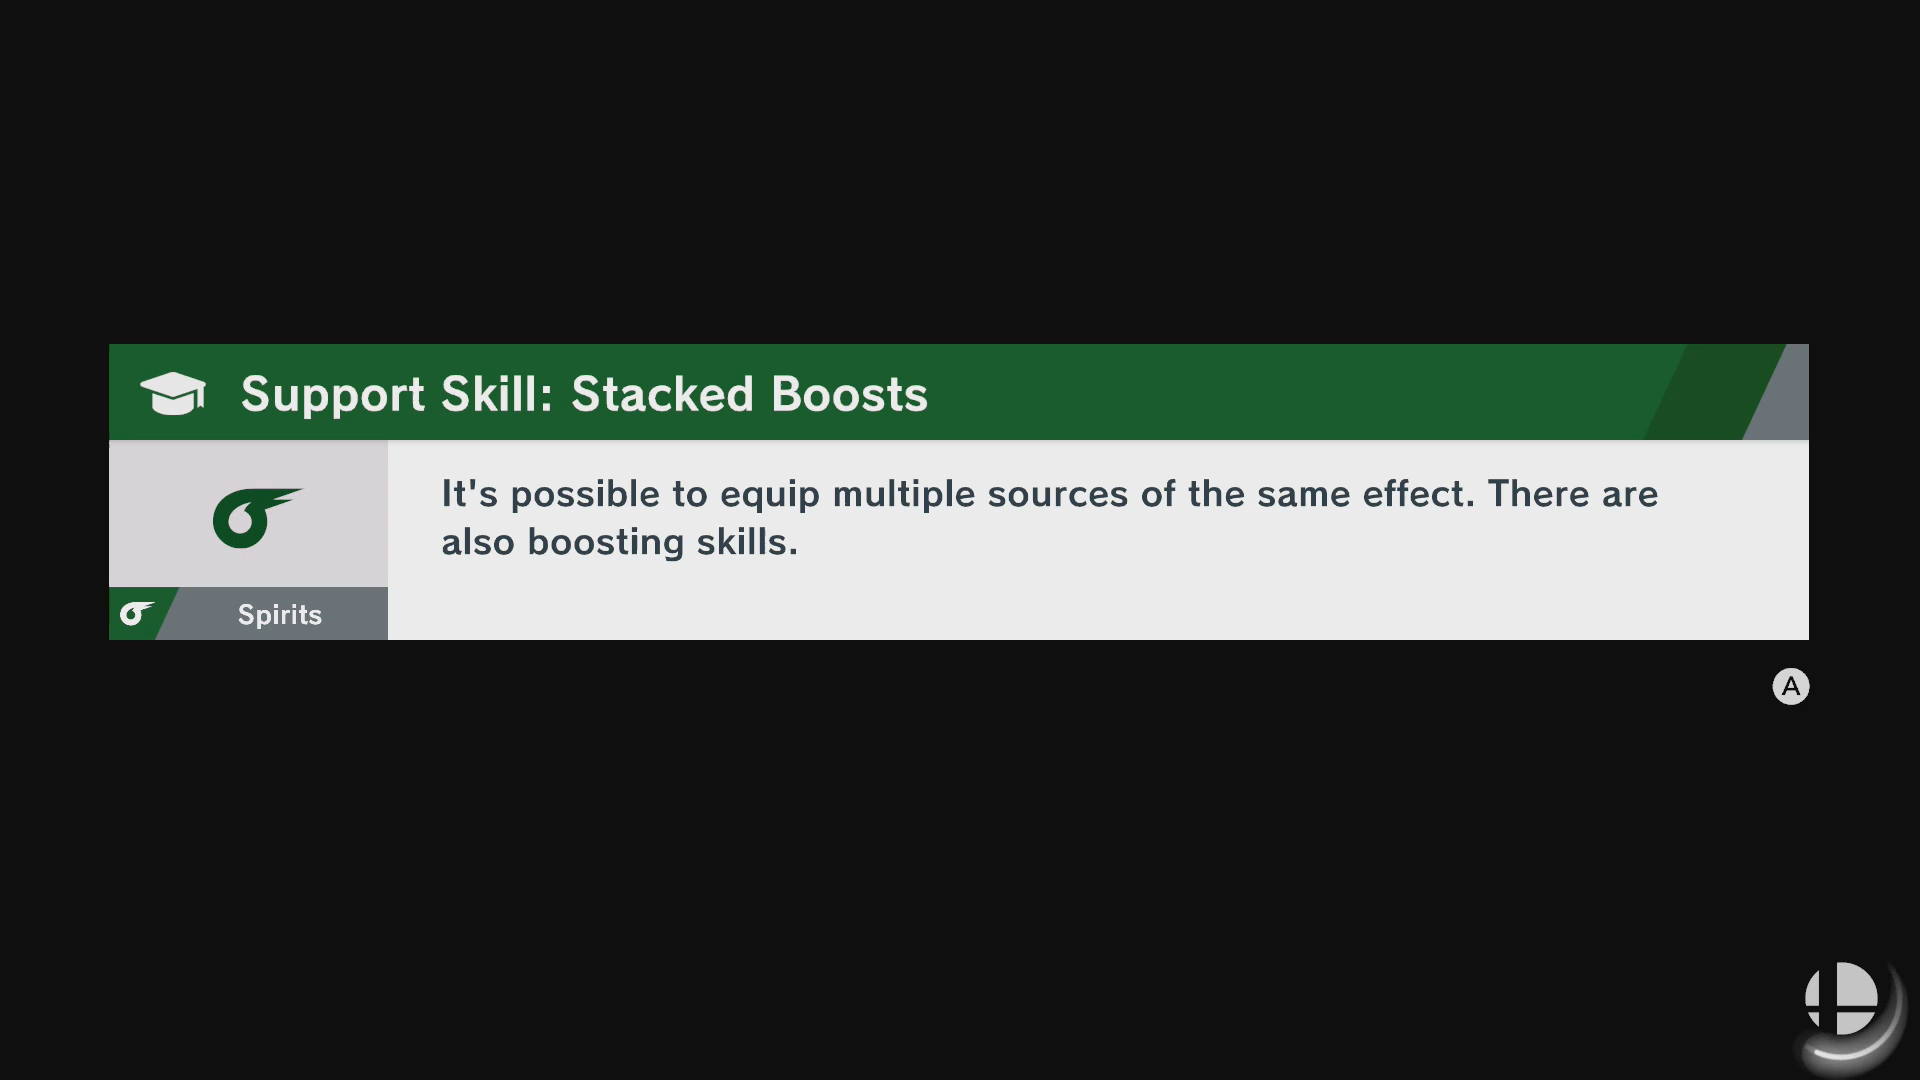 Support Skill: Stacked Boosts
It's possible to equip multiple sources of the same effect. There are
also boosting skills.
Spirits
A